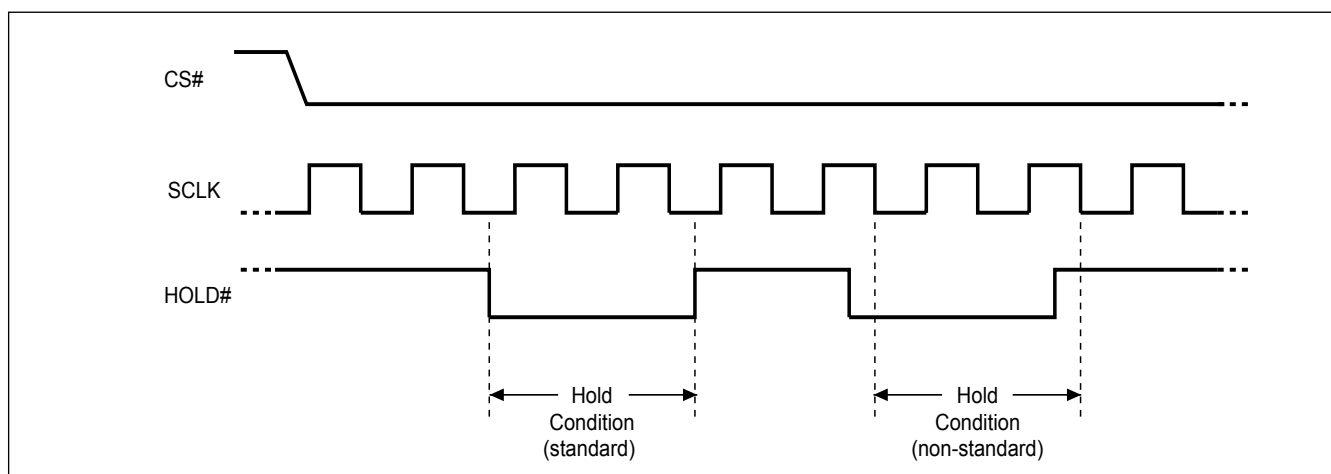 CS#
SCLK
HOLD#
Hold
Condition
(standard)
Hold
Condition
(non-standard)